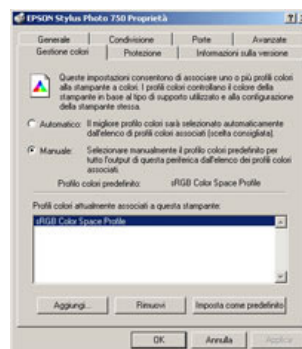 EPSON Stylus Photo 750 Proprietà
Generale Condivisione Porte Avanzate
Gestione colori Protezione Informazioni sulla versione
Queste impostazioni consentono di associare uno o più profili colori
alla stampante a colori. I profili controllano il colore della
stampante in base al tipo di supporto utilizzato e alla configurazione
della stampante stessa.
Automatico: Il migliore profilo colori sarà selezionato automaticamente
dall'elenco di profili colori associati (scelta consigliata).
Manuale: Selezionare manualmente il profilo colori predefinito per
tutto l'output di questa periferica dall'elenco dei profili colori
associati.
Profilo colori predefinito: sRGB Color Space Profile
Profili colori attualmente associati a questa stampante:
sRGB Color Space Profile
Aggiungi... Rimuovi Imposta come predefinito
OK Annulla Applica